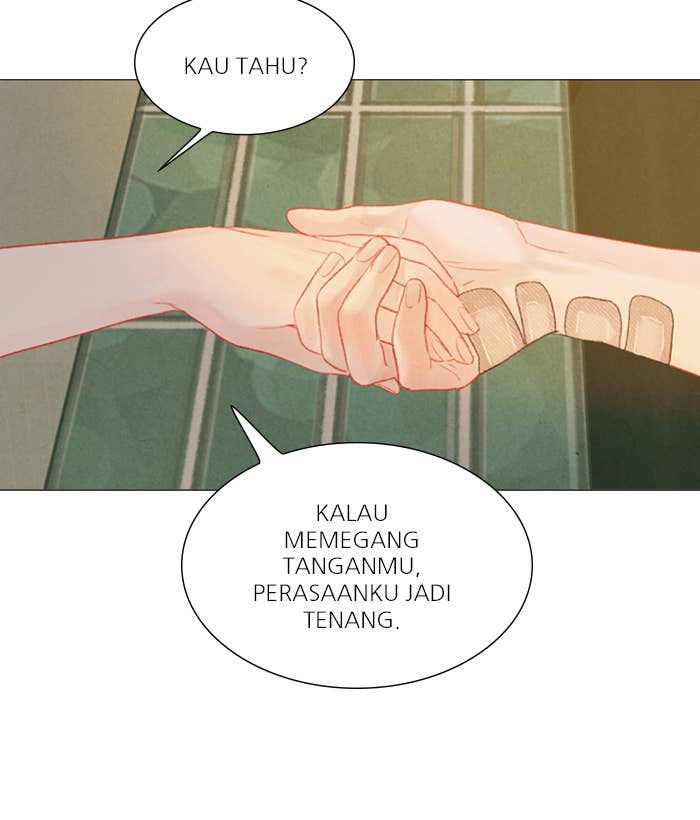 KAU TAHU?
KALAU
MEMEGANG
TANGANMU,
PERASAANKU JADI
TENANG.